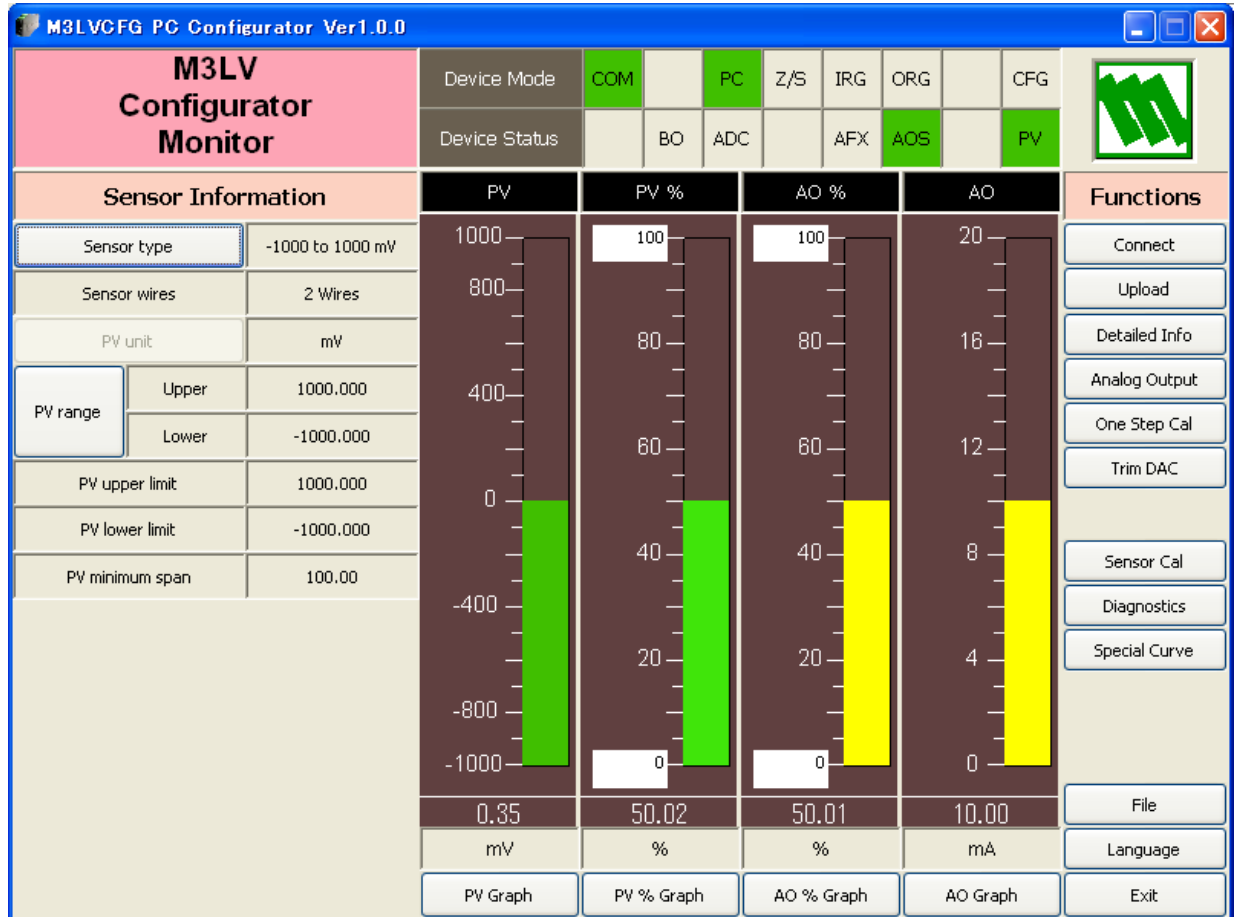 M3LVCFG PC Configurator Ver1.0.0
M3LV
Configurator
Monitor
Device Mode COM PC Z/S IRG ORG CFG
Device Status BO ADC AFX AOS PV
Sensor Information
Sensor type -1000 to 1000 mV
Sensor wires 2 Wires
PV unit mV
PV range
Upper 1000.000
Lower -1000.000
PV upper limit 1000.000
PV lower limit -1000.000
PV minimum span 100.00
PV
1000
800
400
0
-400
-800
-1000
0.35
mV
PV Graph
PV %
100
80
60
40
20
0
50.02
%
PV % Graph
AO %
100
80
60
40
20
0
50.01
%
AO % Graph
AO
20
16
12
8
4
0
10.00
mA
AO Graph
Functions
Connect
Upload
Detailed Info
Analog Output
One Step Cal
Trim DAC
Sensor Cal
Diagnostics
Special Curve
File
Language
Exit